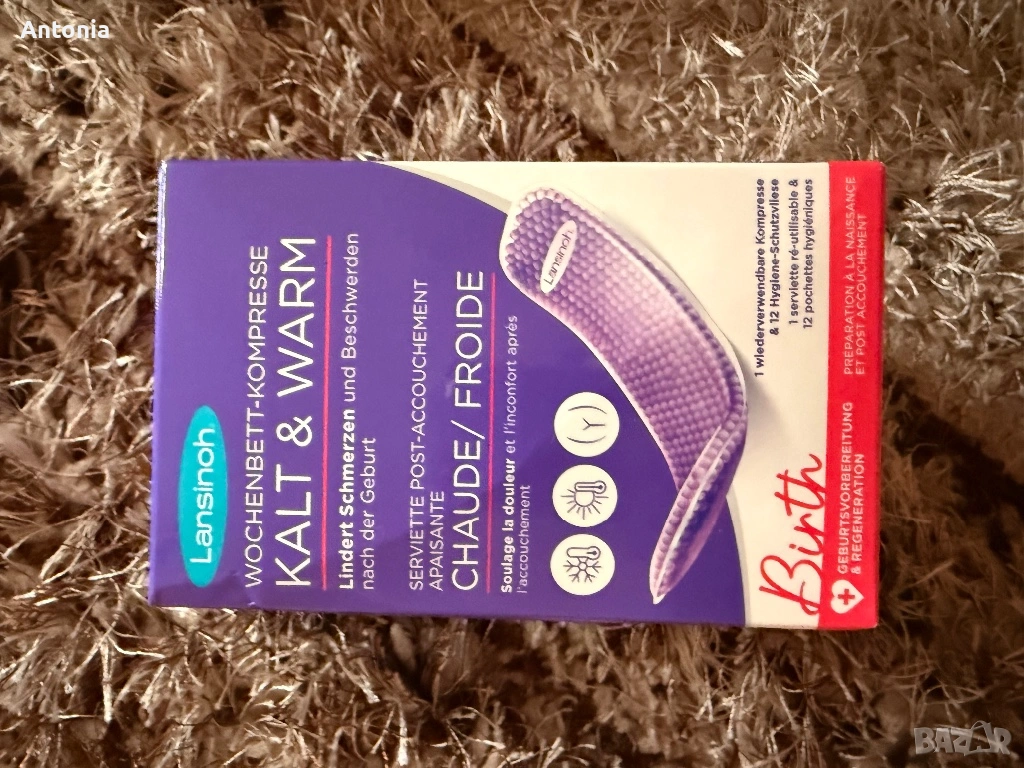 Antonia
Lansinoh
WOCHENBETT-KOMPRESSE
KALT & WARM
Lindert Schmerzen und Beschwerden
nach der Geburt
SERVIETTE POST-ACCOUCHEMENT
APAISANTE
CHAUDE/ FROIDE
Soulage la douleur et l'inconfort après
l'accouchement
Lansinoh
1 wiederverwendbare Kompresse
& 12 Hygiene-Schutzvliese
1 serviette ré-utilisable &
12 pochettes hygiéniques
Birth
GEBURTSVORBEREITUNG
& REGENERATION
PRÉPARATION À LA NAISSANCE
ET POST ACCOUCHEMENT
BAZAR